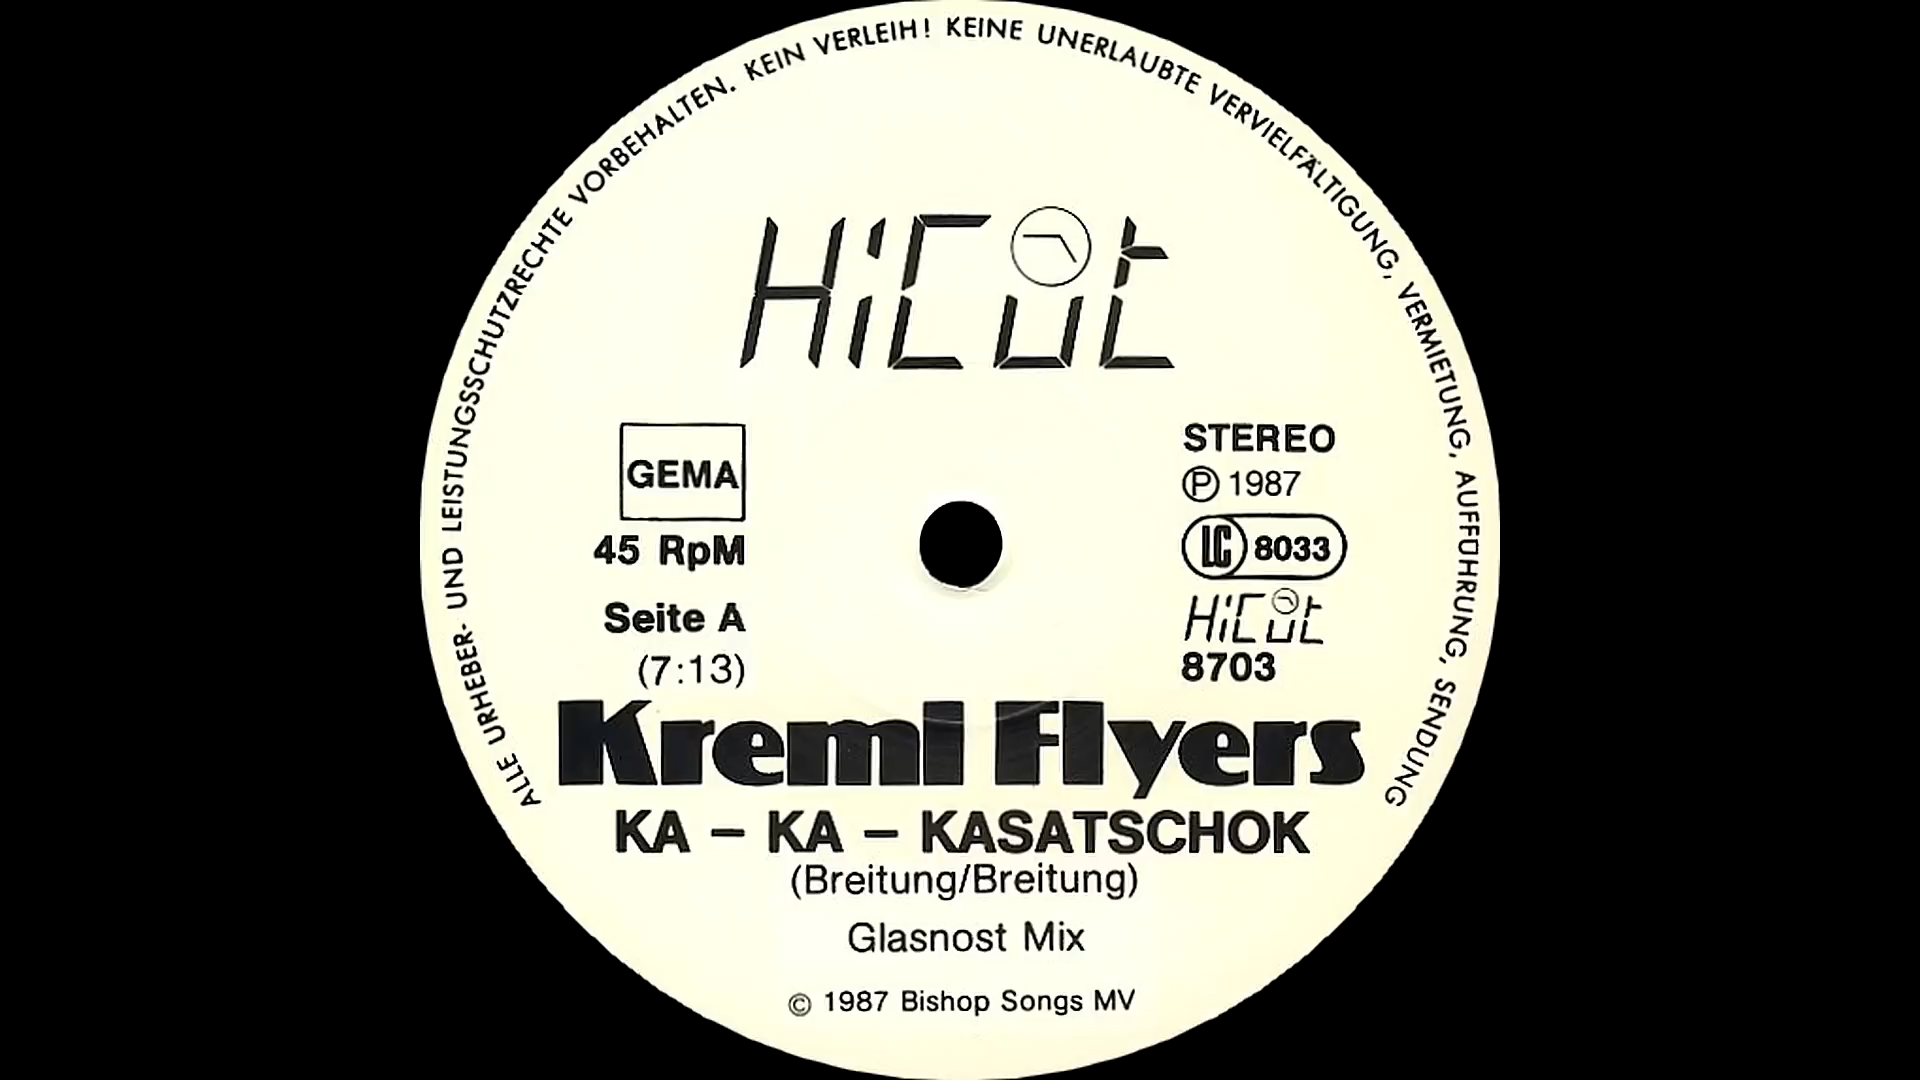 ALLE URHEBER- UND LEISTUNGSSCHUTZRECHTE VORBEHALTEN. KEIN VERLEIH! KEINE UNERLAUBTE VERVIELFÄLTIGUNG, VERMIETUNG, AUFFÜHRUNG, SENDUNG
HiCut
GEMA
45 RpM
Seite A
(7:13)
STEREO
Ⓟ 1987
LC 8033
HiCut
8703
Kreml Flyers
KA – KA – KASATSCHOK
(Breitung/Breitung)
Glasnost Mix
© 1987 Bishop Songs MV